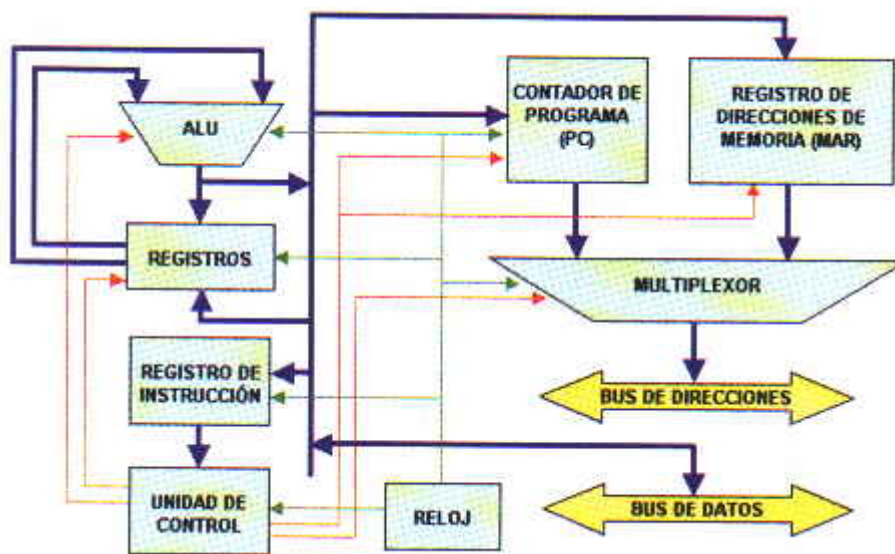 ALU
CONTADOR DE
PROGRAMA
(PC)
REGISTRO DE
DIRECCIONES DE
MEMORIA (MAR)
REGISTROS
MULTIPLEXOR
REGISTRO DE
INSTRUCCIÓN
BUS DE DIRECCIONES
UNIDAD DE
CONTROL
RELOJ
BUS DE DATOS